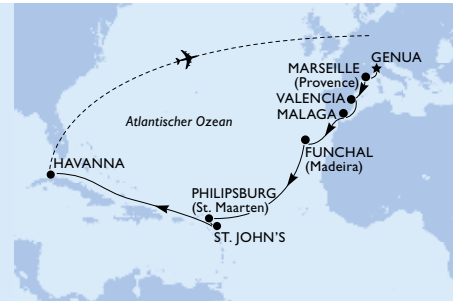 GENUA
MARSEILLE
(Provence)
VALENCIA
MALAGA
Atlantischer Ozean
FUNCHAL
(Madeira)
HAVANNA
PHILIPSBURG
(St. Maarten)
ST. JOHN'S